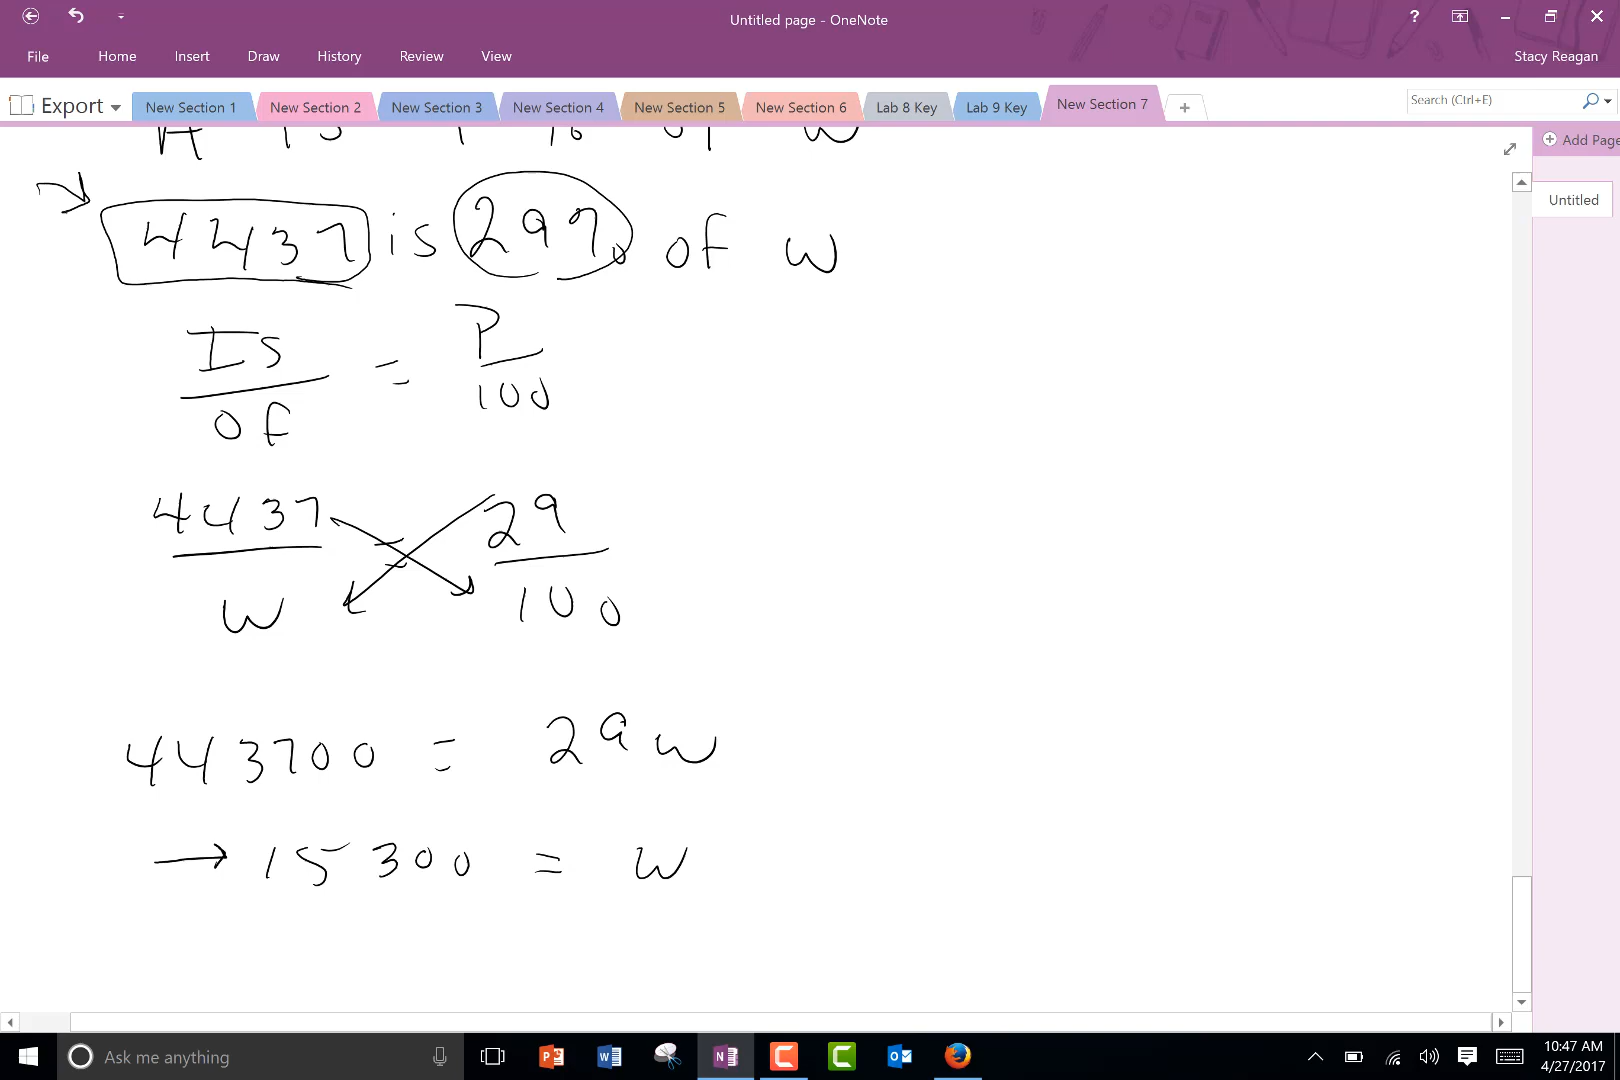 Untitled page - OneNote
?
File Home Insert Draw History Review View
Stacy Reagan
Export New Section 1 New Section 2 New Section 3 New Section 4 New Section 5 New Section 6 Lab 8 Key Lab 9 Key New Section 7 +
Search (Ctrl+E)
Add Page
Untitled
A is P % of W
4437 is 29% of W
Is = P
of 100
4437 = 29
W 100
443700 = 29 W
→ 15300 = W
Ask me anything
10:47 AM
4/27/2017